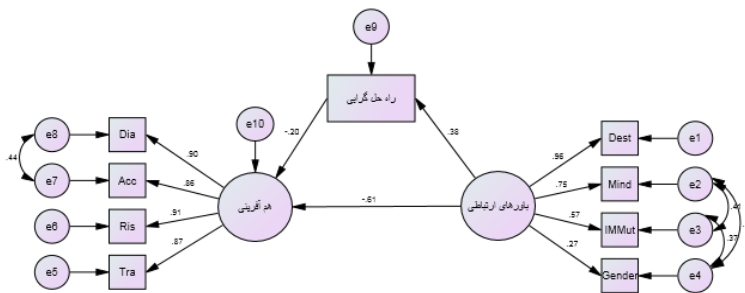 e9
راه حل گرایی
e10
e8
Dia
.44
e7
Acc
e6
Ris
e5
Tra
.90
.86
.91
.87
هم آفرینی
-.20
.38
-.61
باورهای ارتباطی
.96
.75
.57
.27
Dest
e1
Mind
e2
IMMut
e3
Gender
e4
.37